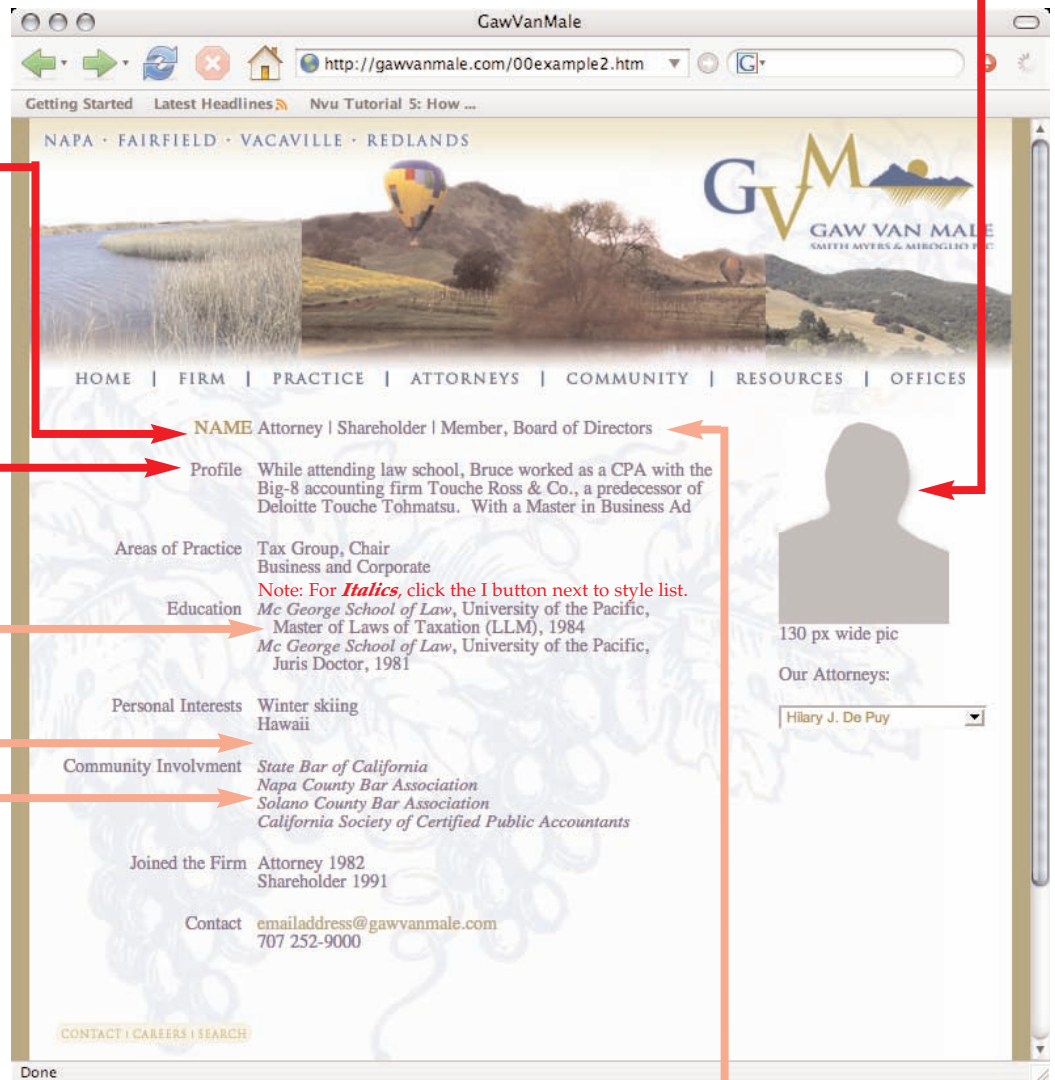 GawVanMale
http://gawvanmale.com/00example2.htm
G
Getting Started Latest Headlines Nvu Tutorial 5: How ...
NAPA · FAIRFIELD · VACAVILLE · REDLANDS
GVM
GAW VAN MALE
SMITH MYERS & MIROGLIO PLC
HOME | FIRM | PRACTICE | ATTORNEYS | COMMUNITY | RESOURCES | OFFICES
NAME Attorney | Shareholder | Member, Board of Directors
Profile While attending law school, Bruce worked as a CPA with the
Big-8 accounting firm Touche Ross & Co., a predecessor of
Deloitte Touche Tohmatsu. With a Master in Business Ad
Areas of Practice Tax Group, Chair
Business and Corporate
Note: For Italics, click the I button next to style list.
Education Mc George School of Law, University of the Pacific,
Master of Laws of Taxation (LLM), 1984
Mc George School of Law, University of the Pacific,
Juris Doctor, 1981
Personal Interests Winter skiing
Hawaii
Community Involvment State Bar of California
Napa County Bar Association
Solano County Bar Association
California Society of Certified Public Accountants
Joined the Firm Attorney 1982
Shareholder 1991
Contact emailaddress@gawvanmale.com
707 252-9000
130 px wide pic
Our Attorneys:
Hilary J. De Puy
CONTACT | CAREERS | SEARCH
Done